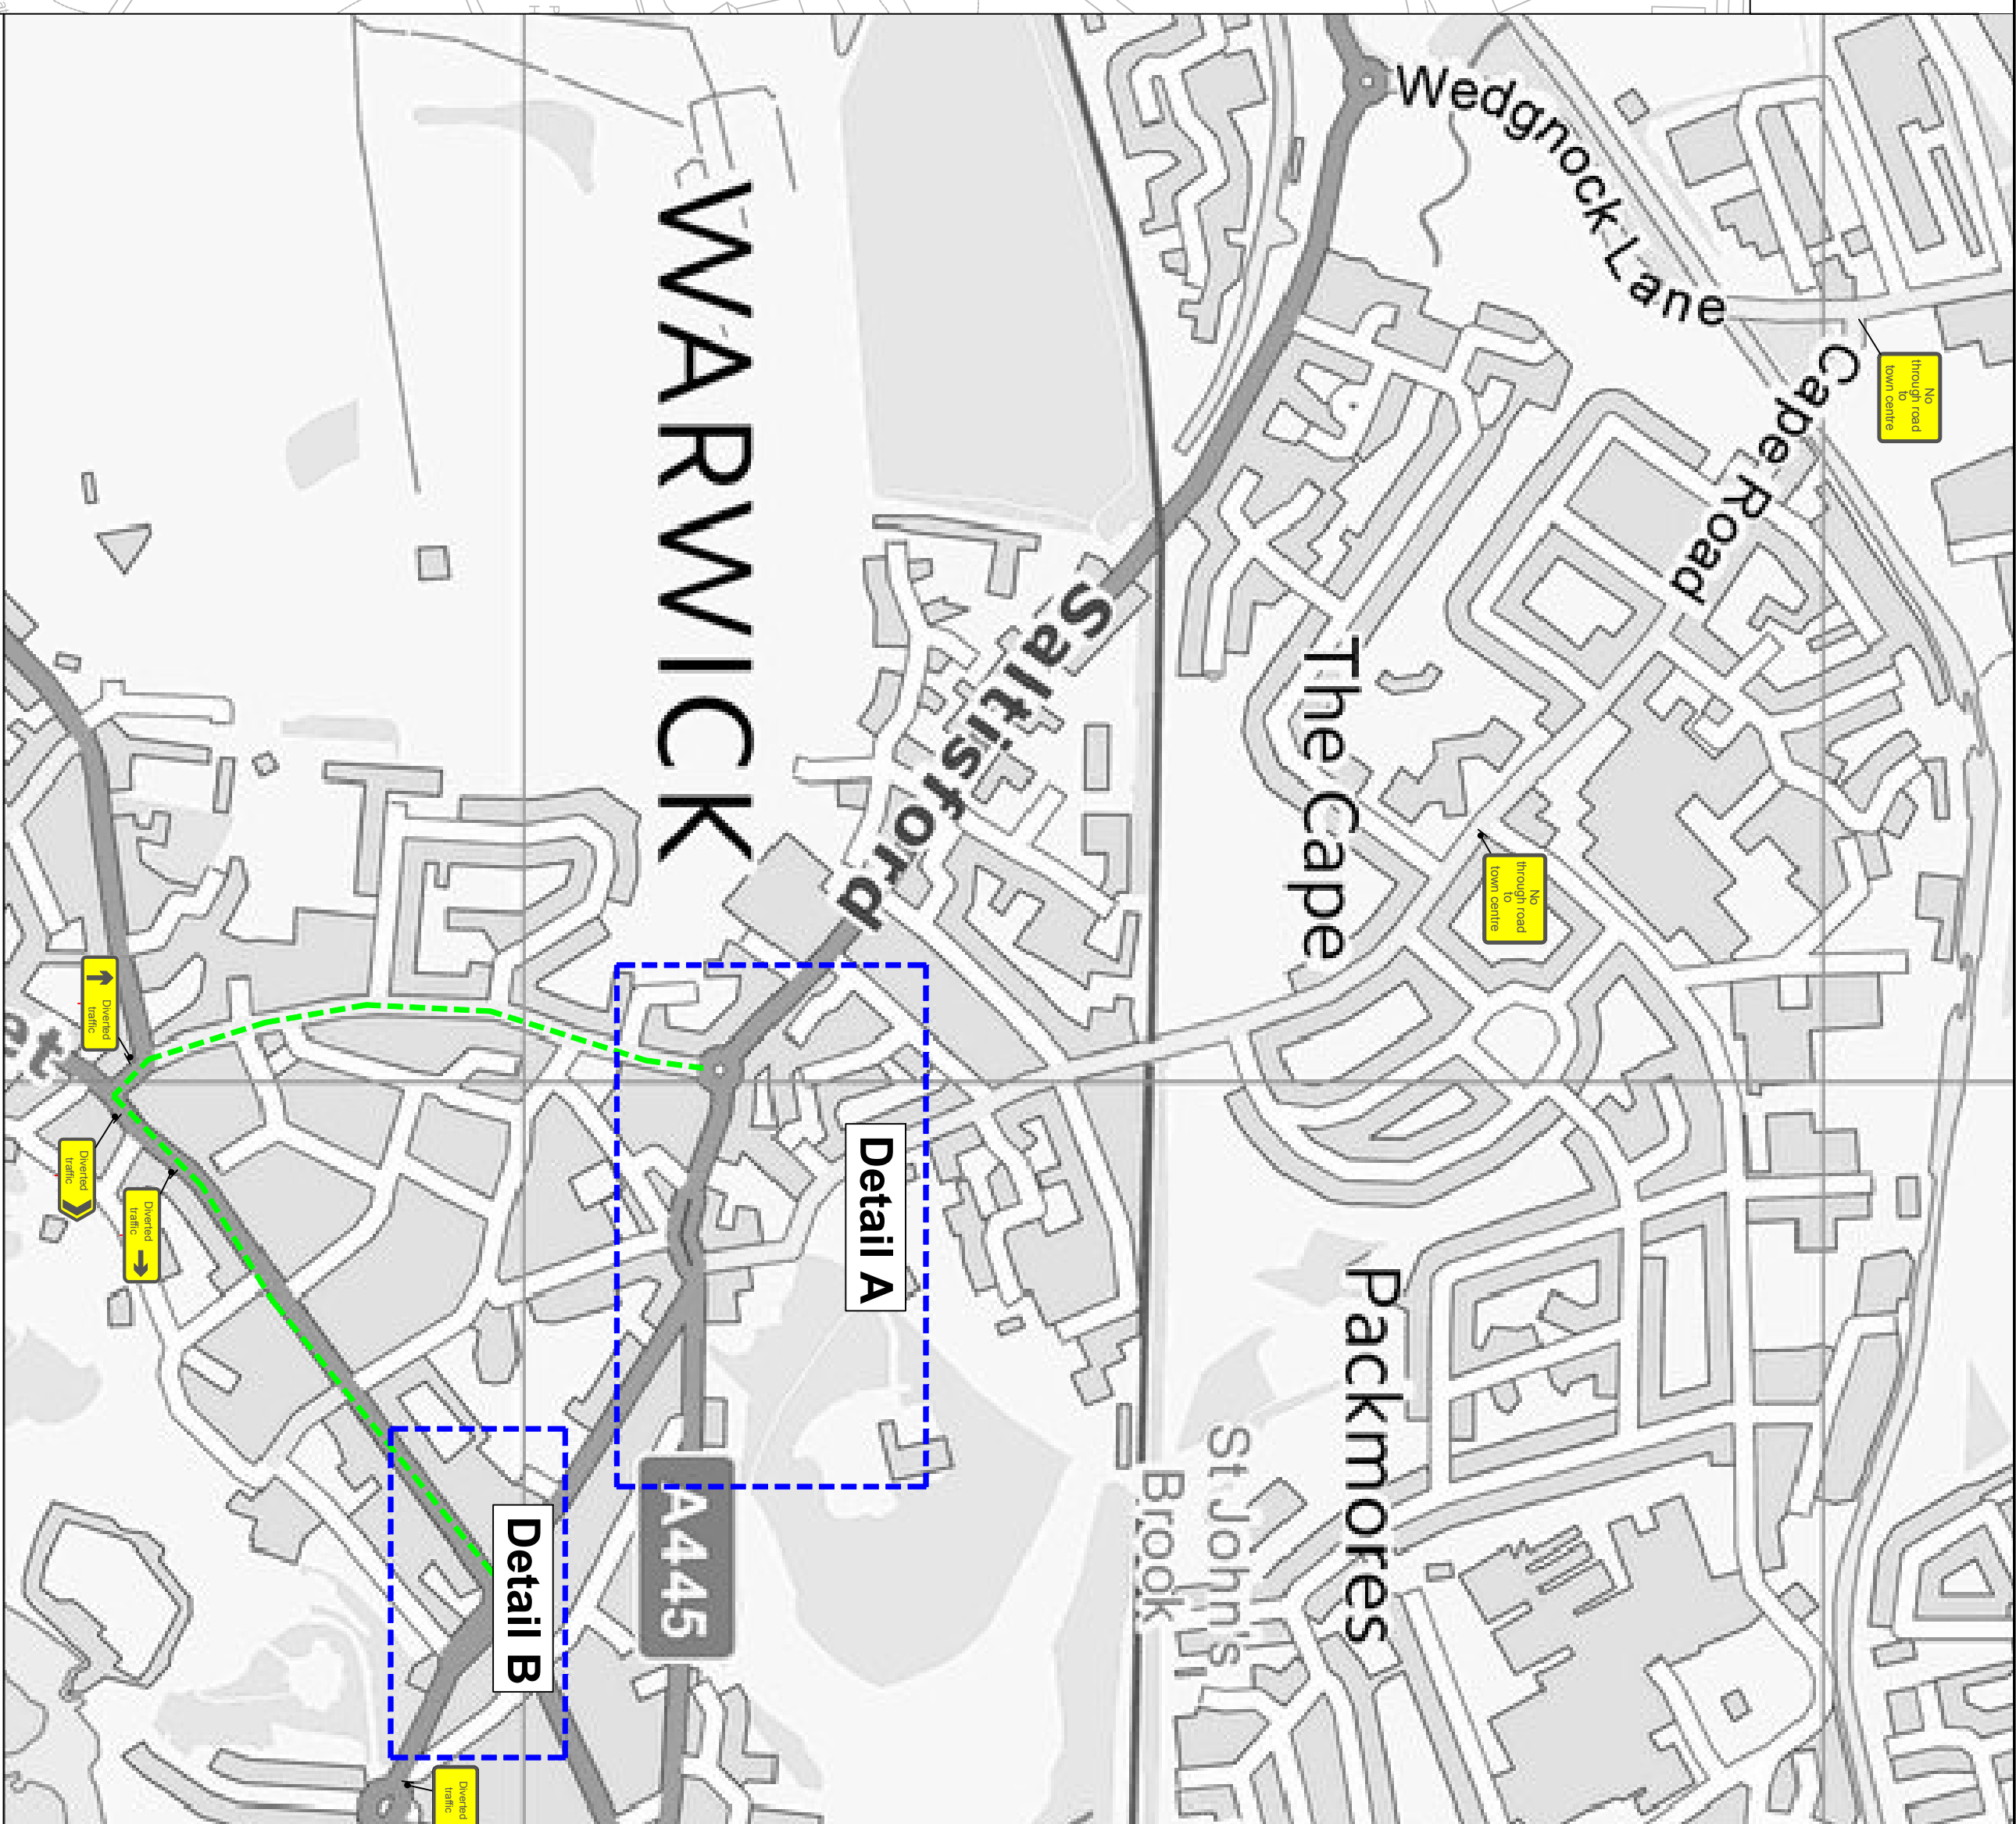 Wedgnock Lane
Cape Road
No
through road
to
town centre
WARWICK
Saltisford
The Cape
No
through road
to
town centre
Detail A
Packmores
St John's
Brook
A445
Detail B
Diverted
traffic
et
Diverted
traffic
Diverted
traffic
Diverted
traffic